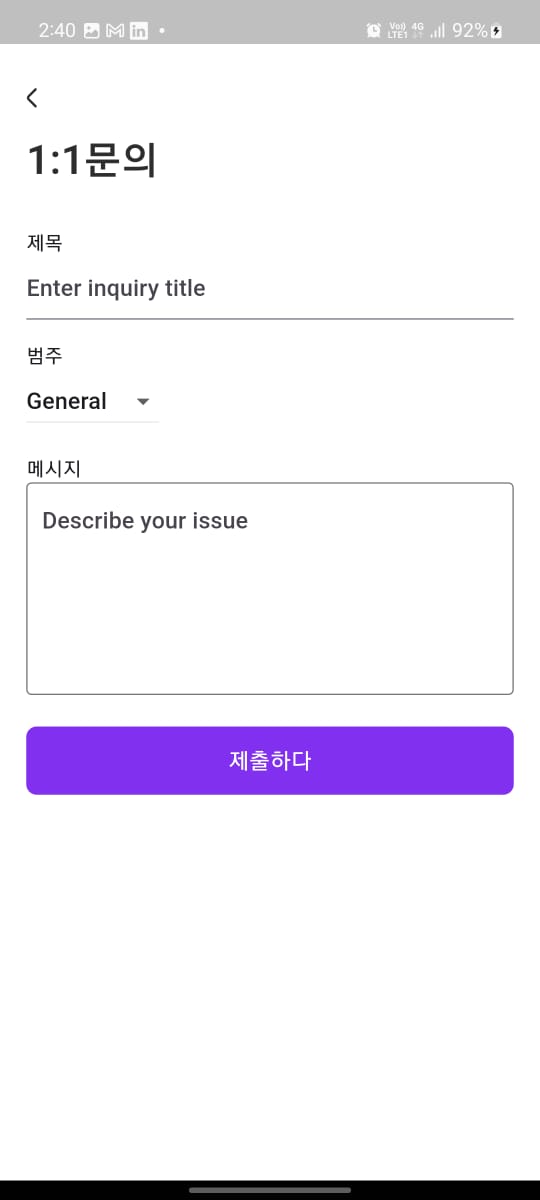 2:40
Vo)) 4G
LTE1
92%
1:1문의
제목
Enter inquiry title
범주
General
메시지
Describe your issue
제출하다